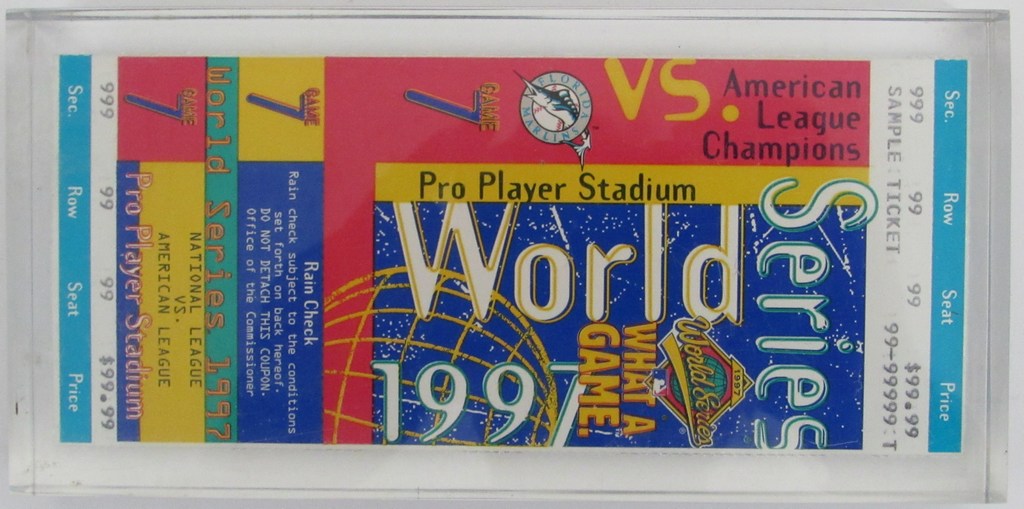 Sec. Row Seat Price
999 99 99 $999.99
GAME
7
Pro Player Stadium
NATIONAL LEAGUE
VS.
AMERICAN LEAGUE
World Series 1997
GAME
7
Rain Check
Rain check subject to the conditions
set forth on back hereof.
DO NOT DETACH THIS COUPON.
Office of the Commissioner
GAME
7
FLORIDA
MARLINS
TM
VS.
American
League
Champions
Pro Player Stadium
World
Series
1997
WHAT A
GAME.
1997
World Series
®
Sec. Row Seat Price
999 99 99 $999.99
SAMPLE:TICKET 99-99999:T